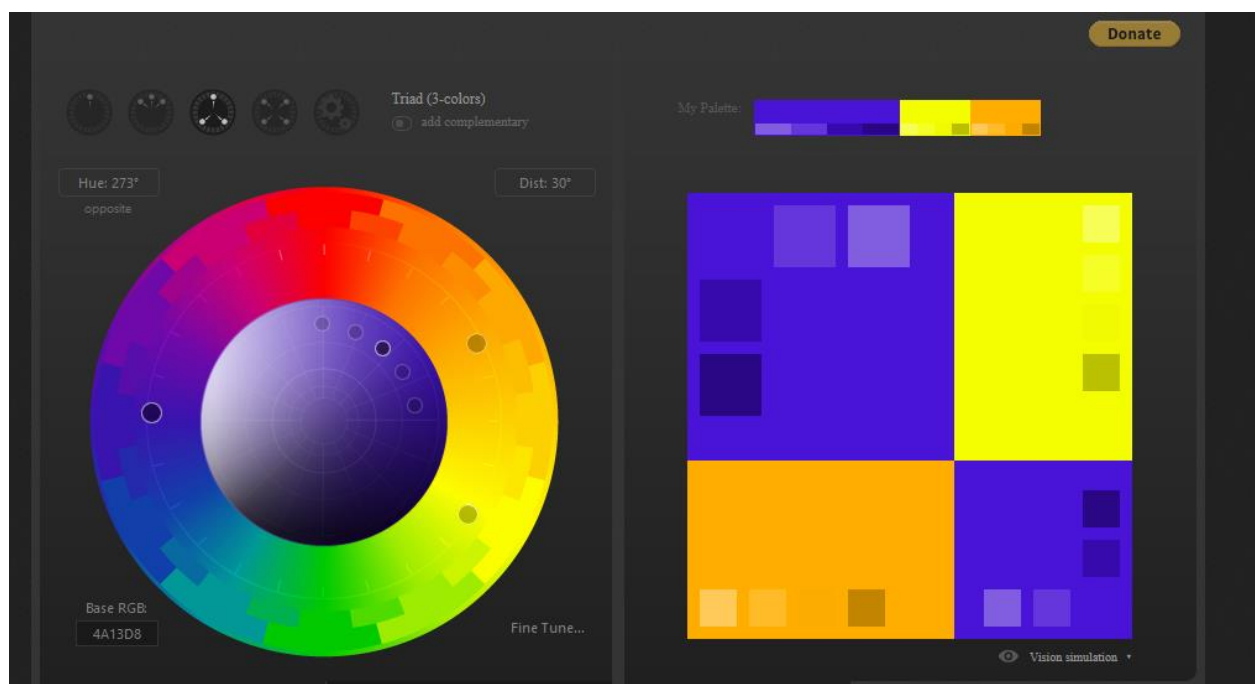 Donate
Triad (3-colors)
add complementary
My Palette:
Hue: 273°
Dist: 30°
opposite
Base RGB:
4A13D8
Fine Tune...
Vision simulation